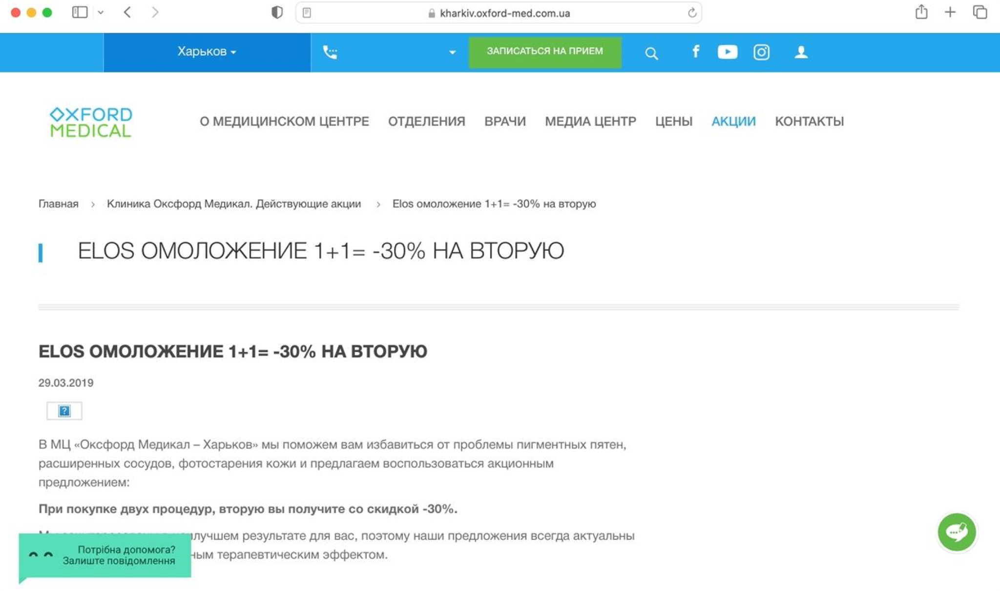 kharkiv.oxford-med.com.ua
Харьков
ЗАПИСАТЬСЯ НА ПРИЕМ
OXFORD
MEDICAL
О МЕДИЦИНСКОМ ЦЕНТРЕ ОТДЕЛЕНИЯ ВРАЧИ МЕДИА ЦЕНТР ЦЕНЫ АКЦИИ КОНТАКТЫ
Главная > Клиника Оксфорд Медикал. Действующие акции > Elos омоложение 1+1= -30% на вторую
ELOS ОМОЛОЖЕНИЕ 1+1= -30% НА ВТОРУЮ
ELOS ОМОЛОЖЕНИЕ 1+1= -30% НА ВТОРУЮ
29.03.2019
В МЦ «Оксфорд Медикал – Харьков» мы поможем вам избавиться от проблемы пигментных пятен,
расширенных сосудов, фотостарения кожи и предлагаем воспользоваться акционным
предложением:
При покупке двух процедур, вторую вы получите со скидкой -30%.
результате для вас, поэтому наши предложения всегда актуальны
терапевтическим эффектом.
Потрібна допомога?
Залиште повідомлення